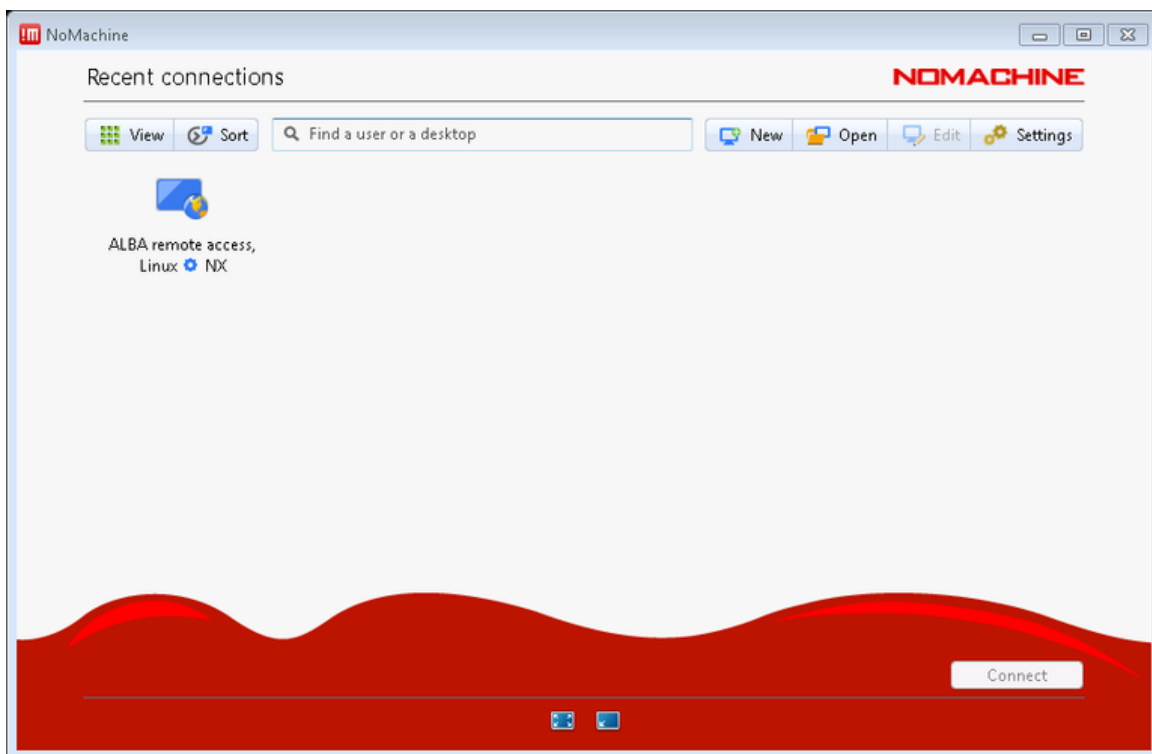 NoMachine
Recent connections
NOMACHINE
View
Sort
Find a user or a desktop
New
Open
Edit
Settings
ALBA remote access,
Linux NX
Connect